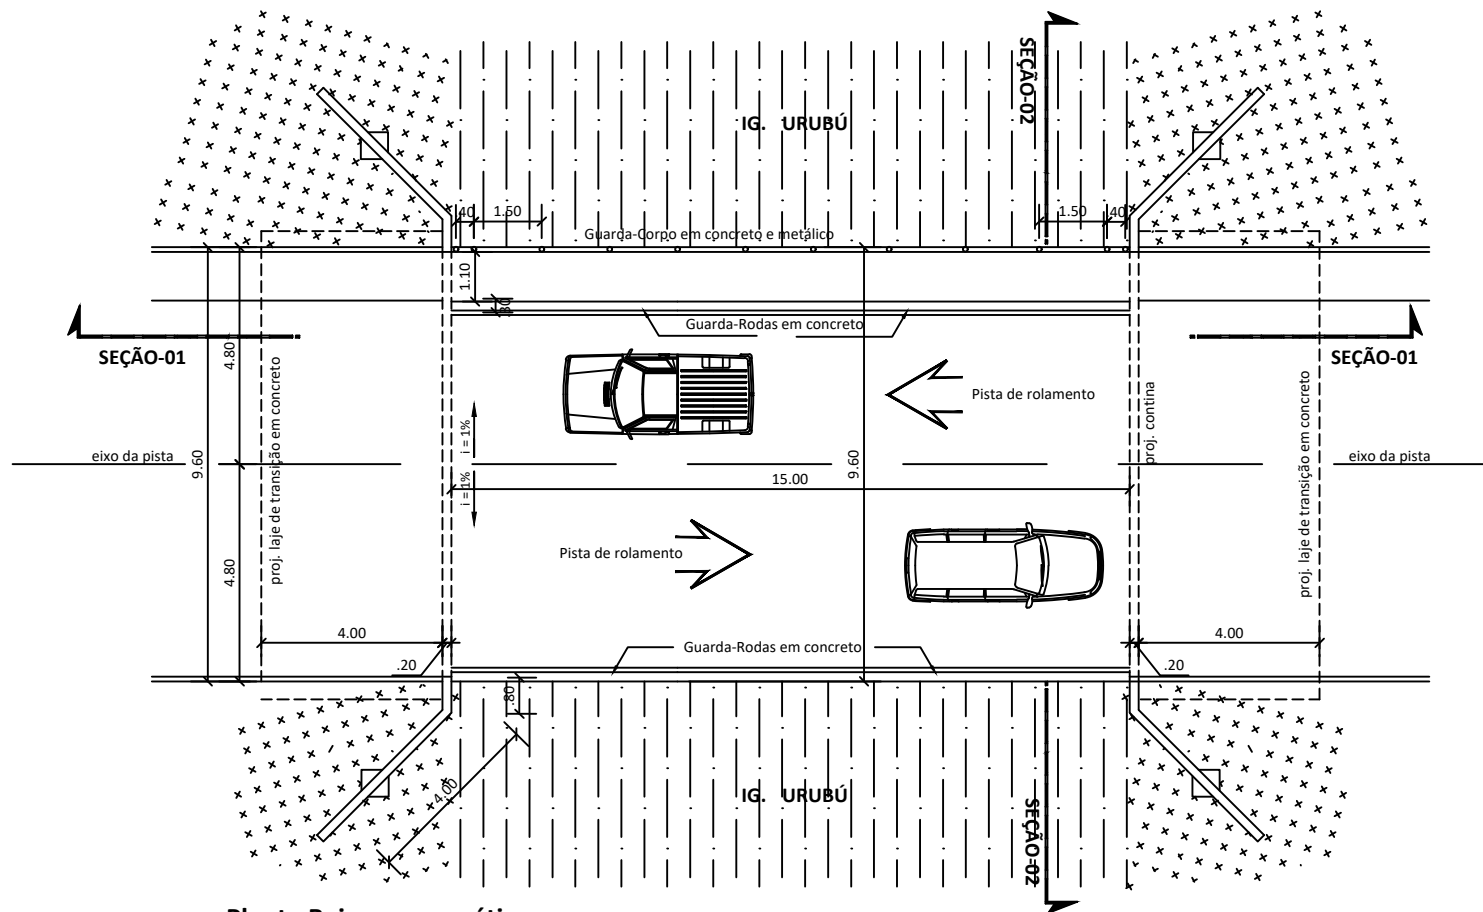 SEÇÃO-02
IG. URUBÚ
.40
1.50
1.50
.40
Guarda-Corpo em concreto e metálico
1.10
.30
Guarda-Rodas em concreto
SEÇÃO-01
SEÇÃO-01
4.80
proj. laje de transição em concreto
Pista de rolamento
proj. contina
proj. laje de transição em concreto
i = 1%
eixo da pista
9.60
9.60
eixo da pista
15.00
i = 1%
Pista de rolamento
4.80
4.00
4.00
Guarda-Rodas em concreto
.20
.20
.80
4.00
IG. URUBÚ
SEÇÃO-02